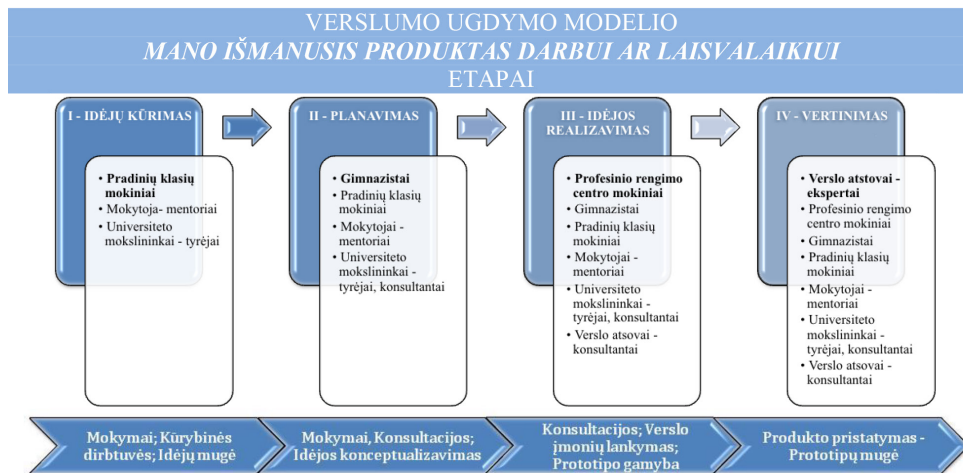 VERSLUMO UGDYMO MODELIO
MANO IŠMANUSIS PRODUKTAS DARBUI AR LAISVALAIKIUI
ETAPAI
I - IDĖJŲ KŪRIMAS
• Pradinių klasių
mokiniai
• Mokytoja- mentoriai
• Universiteto
mokslininkai - tyrėjai
II - PLANAVIMAS
• Gimnazistai
• Pradinių klasių
mokiniai
• Mokytojai -
mentoriai
• Universiteto
mokslininkai -
tyrėjai, konsultantai
III - IDĖJOS
REALIZAVIMAS
• Profesinio rengimo
centro mokiniai
• Gimnazistai
• Pradinių klasių
mokiniai
• Mokytojai -
mentoriai
• Universiteto
mokslininkai -
tyrėjai, konsultantai
• Verslo atsovai -
konsultantai
IV - VERTINIMAS
• Verslo atstovai -
ekspertai
• Profesinio rengimo
centro mokiniai
• Gimnazistai
• Pradinių klasių
mokiniai
• Mokytojai -
mentoriai
• Universiteto
mokslininkai -
tyrėjai, konsultantai
• Verslo atsovai -
konsultantai
Mokymai; Kūrybinės
dirbtuvės; Idėjų mugė
Mokymai, Konsultacijos;
Idėjos konceptualizavimas
Konsultacijos; Verslo
įmonių lankymas;
Prototipo gamyba
Produkto pristatymas -
Prototipų mugė